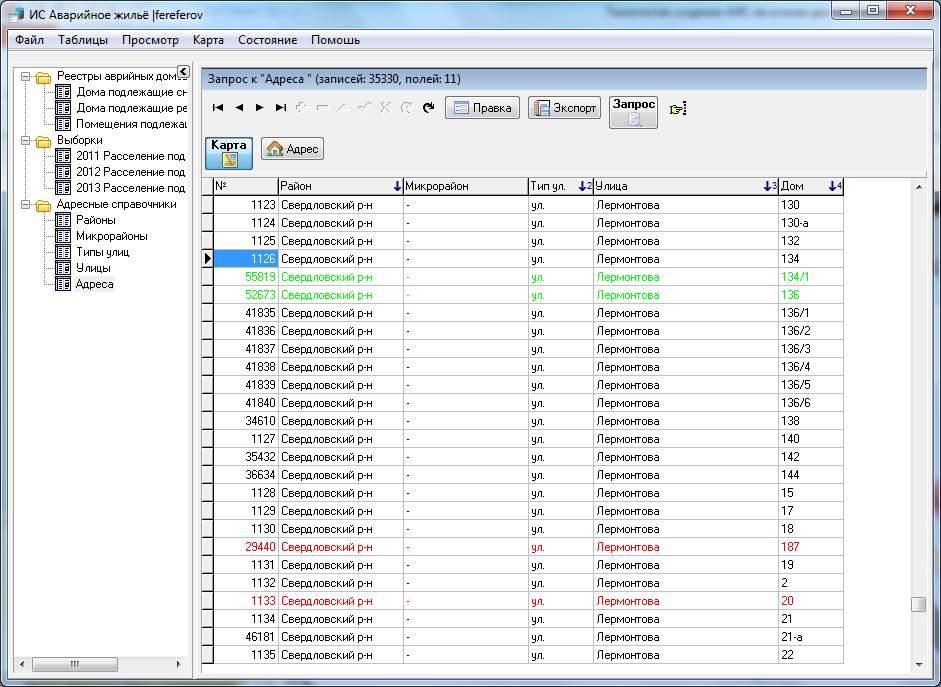 ИС Аварийное жильё |fereferov
Файл Таблицы Просмотр Карта Состояние Помощь
Реестры аврийных дом
Дома подлежащие сн
Дома подлежащие ре
Помещения подлежащ
Выборки
2011 Расселение под
2012 Расселение под
2013 Расселение под
Адресные справочники
Районы
Микрорайоны
Типы улиц
Улицы
Адреса
Запрос к "Адреса " (записей: 35330, полей: 11)
Правка Экспорт Запрос
Карта Адрес
№ Район Микрорайон Тип ул. 2 Улица 3 Дом 4
1123 Свердловский р-н - ул. Лермонтова 130
1124 Свердловский р-н - ул. Лермонтова 130-а
1125 Свердловский р-н - ул. Лермонтова 132
1126 Свердловский р-н - ул. Лермонтова 134
55819 Свердловский р-н - ул. Лермонтова 134/1
52673 Свердловский р-н - ул. Лермонтова 136
41835 Свердловский р-н - ул. Лермонтова 136/1
41836 Свердловский р-н - ул. Лермонтова 136/2
41837 Свердловский р-н - ул. Лермонтова 136/3
41838 Свердловский р-н - ул. Лермонтова 136/4
41839 Свердловский р-н - ул. Лермонтова 136/5
41840 Свердловский р-н - ул. Лермонтова 136/6
34610 Свердловский р-н - ул. Лермонтова 138
1127 Свердловский р-н - ул. Лермонтова 140
35432 Свердловский р-н - ул. Лермонтова 142
36634 Свердловский р-н - ул. Лермонтова 144
1128 Свердловский р-н - ул. Лермонтова 15
1129 Свердловский р-н - ул. Лермонтова 17
1130 Свердловский р-н - ул. Лермонтова 18
29440 Свердловский р-н - ул. Лермонтова 187
1131 Свердловский р-н - ул. Лермонтова 19
1132 Свердловский р-н - ул. Лермонтова 2
1133 Свердловский р-н - ул. Лермонтова 20
1134 Свердловский р-н - ул. Лермонтова 21
46181 Свердловский р-н - ул. Лермонтова 21-а
1135 Свердловский р-н - ул. Лермонтова 22